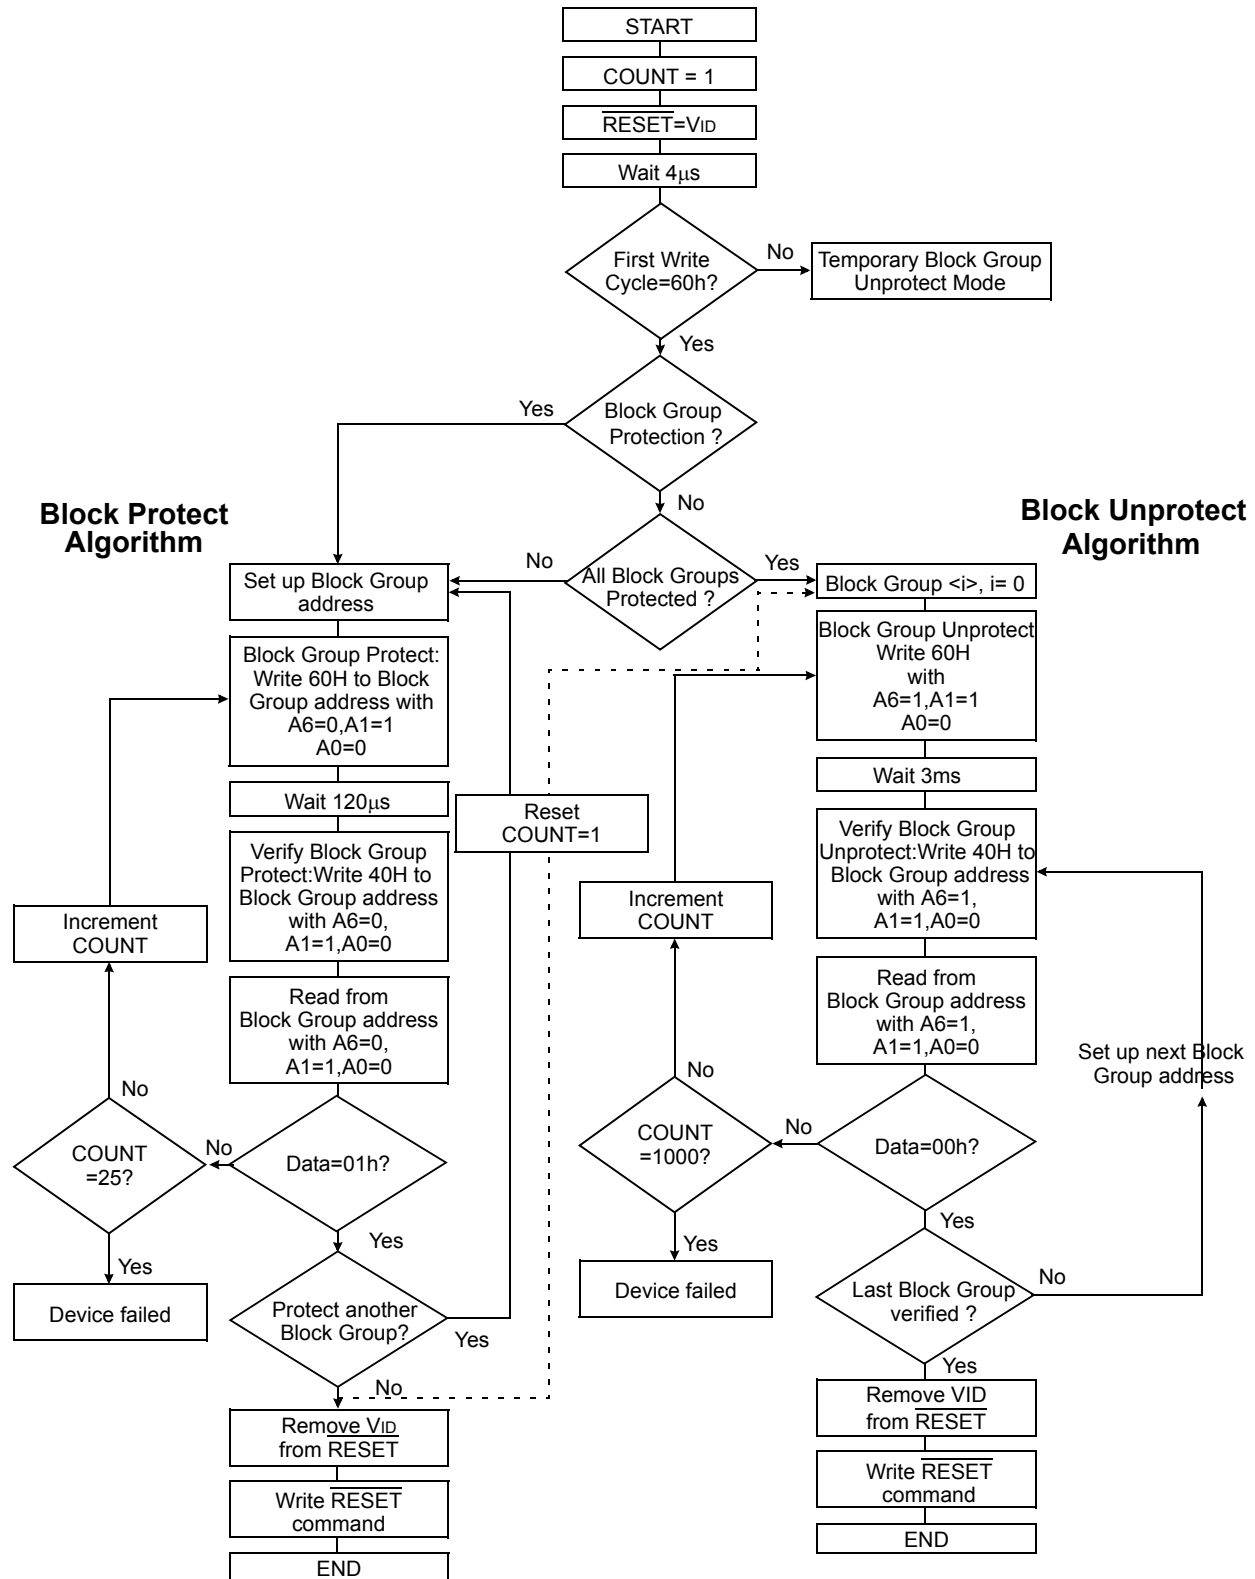 START
COUNT = 1
RESET=VID
Wait 4μs
First Write
Cycle=60h?
No
Temporary Block Group
Unprotect Mode
Yes
Block Group
Protection ?
Yes
No
Block Protect
Algorithm
Block Unprotect
Algorithm
All Block Groups
Protected ?
No
Yes
Set up Block Group
address
Block Group Protect:
Write 60H to Block
Group address with
A6=0,A1=1
A0=0
Wait 120μs
Reset
COUNT=1
Verify Block Group
Protect:Write 40H to
Block Group address
with A6=0,
A1=1,A0=0
Increment
COUNT
Read from
Block Group address
with A6=0,
A1=1,A0=0
No
COUNT
=25?
No
Data=01h?
Yes
Yes
Device failed
Protect another
Block Group?
Yes
No
Remove VID
from RESET
Write RESET
command
END
Block Group <i>, i= 0
Block Group Unprotect
Write 60H
with
A6=1,A1=1
A0=0
Wait 3ms
Verify Block Group
Unprotect:Write 40H to
Block Group address
with A6=1,
A1=1,A0=0
Increment
COUNT
Read from
Block Group address
with A6=1,
A1=1,A0=0
Set up next Block
Group address
No
COUNT
=1000?
No
Data=00h?
Yes
Yes
Device failed
Last Block Group
verified ?
No
Yes
Remove VID
from RESET
Write RESET
command
END